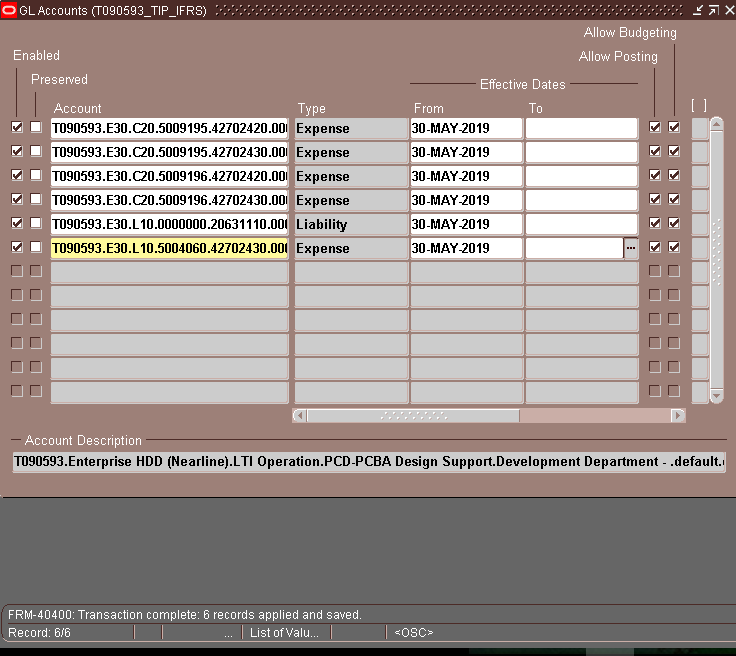 GL Accounts (T090593_TIP_IFRS)
Allow Budgeting
Enabled
Allow Posting
Preserved
Effective Dates
Account Type From To [ ]
T090593.E30.C20.5009195.42702420.00 Expense 30-MAY-2019
T090593.E30.C20.5009195.42702430.00 Expense 30-MAY-2019
T090593.E30.C20.5009196.42702420.00 Expense 30-MAY-2019
T090593.E30.C20.5009196.42702430.00 Expense 30-MAY-2019
T090593.E30.L10.0000000.20631110.00 Liability 30-MAY-2019
T090593.E30.L10.5004060.42702430.00 Expense 30-MAY-2019 ...
Account Description
T090593.Enterprise HDD (Nearline).LTI Operation.PCD-PCBA Design Support.Development Department - .default.
FRM-40400: Transaction complete: 6 records applied and saved.
Record: 6/6 ... List of Valu... <OSC>